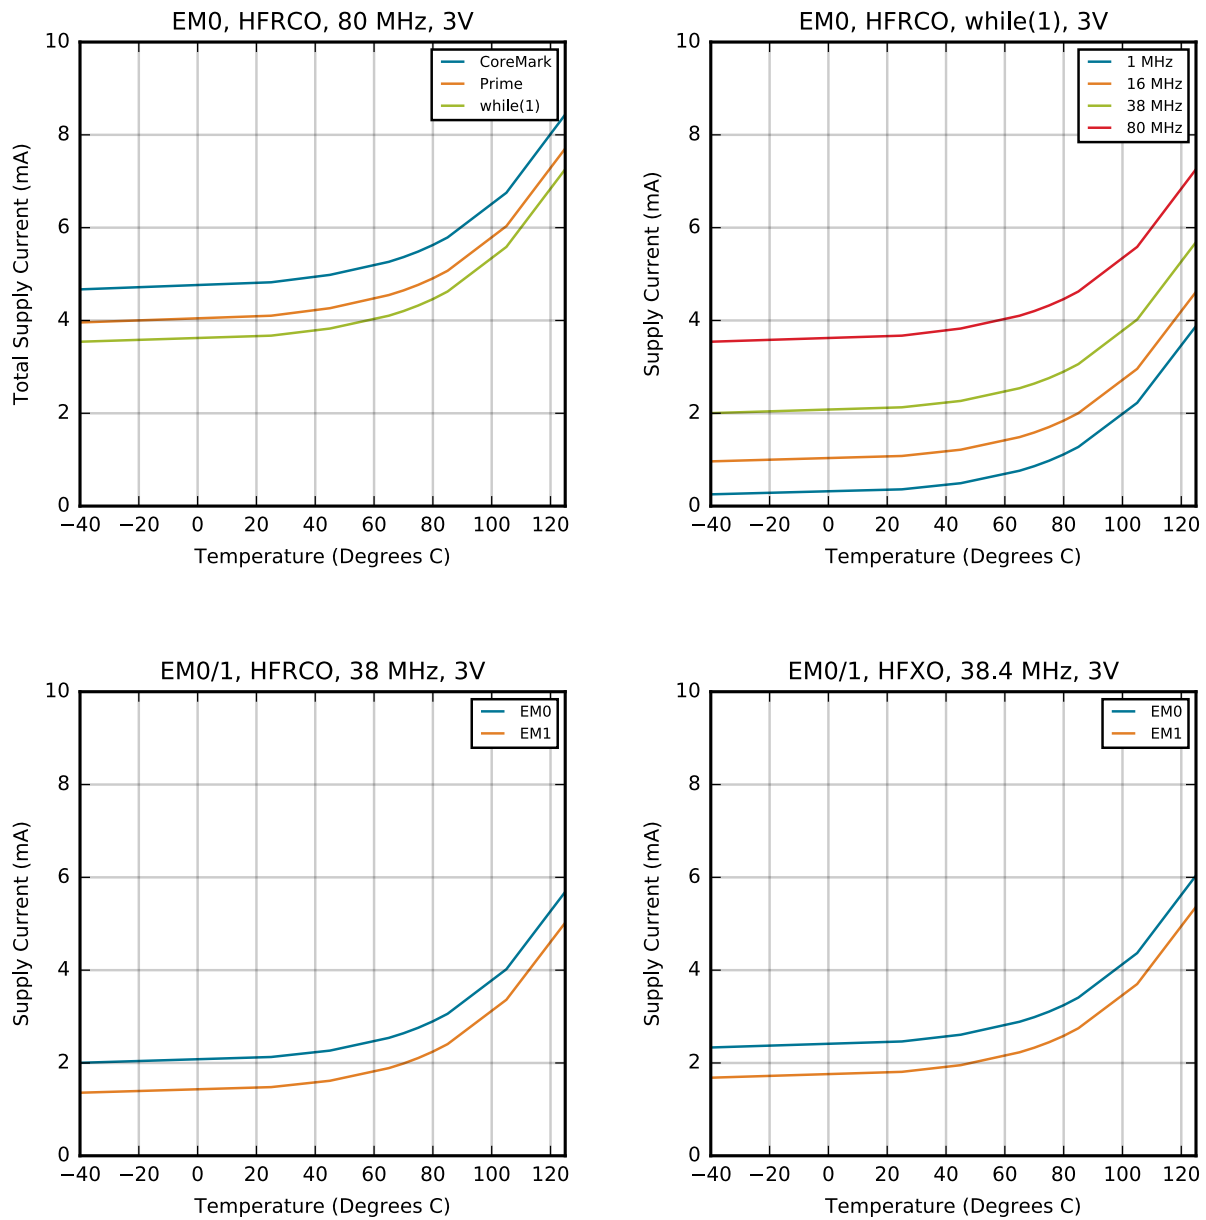 EM0, HFRCO, 80 MHz, 3V
Total Supply Current (mA)
10
8
6
4
2
0
CoreMark
Prime
while(1)
−40 −20 0 20 40 60 80 100 120
Temperature (Degrees C)
EM0, HFRCO, while(1), 3V
Supply Current (mA)
10
8
6
4
2
0
1 MHz
16 MHz
38 MHz
80 MHz
−40 −20 0 20 40 60 80 100 120
Temperature (Degrees C)
EM0/1, HFRCO, 38 MHz, 3V
Supply Current (mA)
10
8
6
4
2
0
EM0
EM1
−40 −20 0 20 40 60 80 100 120
Temperature (Degrees C)
EM0/1, HFXO, 38.4 MHz, 3V
Supply Current (mA)
10
8
6
4
2
0
EM0
EM1
−40 −20 0 20 40 60 80 100 120
Temperature (Degrees C)